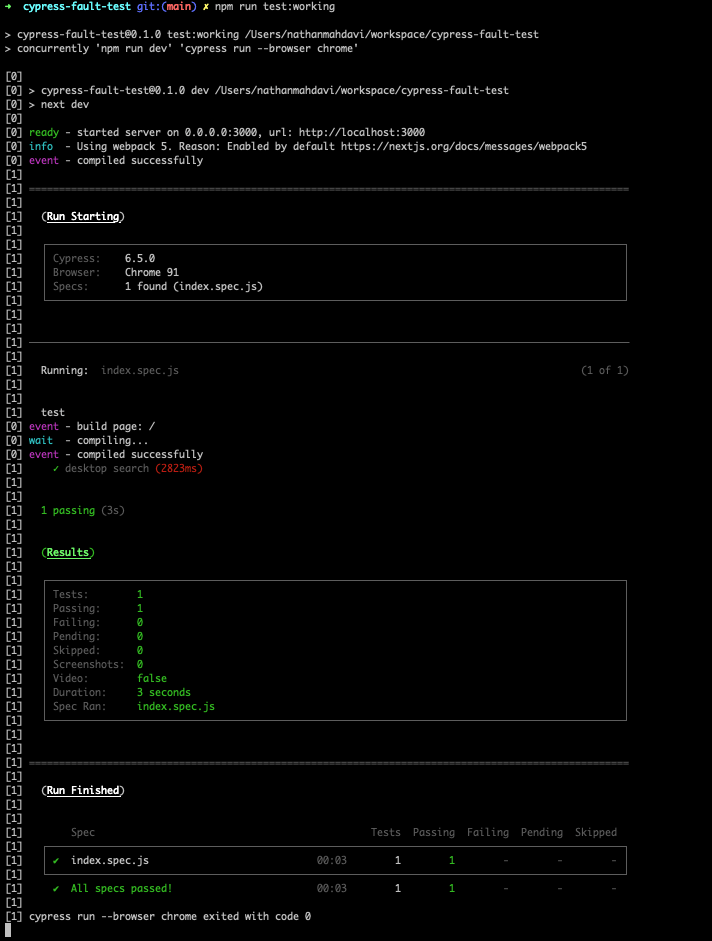 ➜  cypress-fault-test git:(main) ✗ npm run test:working

> cypress-fault-test@0.1.0 test:working /Users/nathanmahdavi/workspace/cypress-fault-test
> concurrently 'npm run dev' 'cypress run --browser chrome'

[0]
[0] > cypress-fault-test@0.1.0 dev /Users/nathanmahdavi/workspace/cypress-fault-test
[0] > next dev
[0]
[0] ready - started server on 0.0.0.0:3000, url: http://localhost:3000
[0] info  - Using webpack 5. Reason: Enabled by default https://nextjs.org/docs/messages/webpack5
[0] event - compiled successfully
[1]
[1] ====================================================================================================
[1]
[1]   (Run Starting)
[1]
[1]
[1]     Cypress:    6.5.0
[1]     Browser:    Chrome 91
[1]     Specs:      1 found (index.spec.js)
[1]
[1]
[1]
[1] ────────────────────────────────────────────────────────────────────────────────────────────────────
[1]
[1]   Running:  index.spec.js                                                                   (1 of 1)
[1]
[1]
[1]   test
[0] event - build page: /
[0] wait  - compiling...
[0] event - compiled successfully
[1]     ✓ desktop search (2823ms)
[1]
[1]
[1]   1 passing (3s)
[1]
[1]
[1]   (Results)
[1]
[1]
[1]     Tests:        1
[1]     Passing:      1
[1]     Failing:      0
[1]     Pending:      0
[1]     Skipped:      0
[1]     Screenshots:  0
[1]     Video:        false
[1]     Duration:     3 seconds
[1]     Spec Ran:     index.spec.js
[1]
[1]
[1]
[1] ====================================================================================================
[1]
[1]   (Run Finished)
[1]
[1]
[1]        Spec                                              Tests  Passing  Failing  Pending  Skipped
[1]
[1]     ✔  index.spec.js                            00:03        1        1        -        -        -
[1]
[1]     ✔  All specs passed!                        00:03        1        1        -        -        -
[1]
[1] cypress run --browser chrome exited with code 0